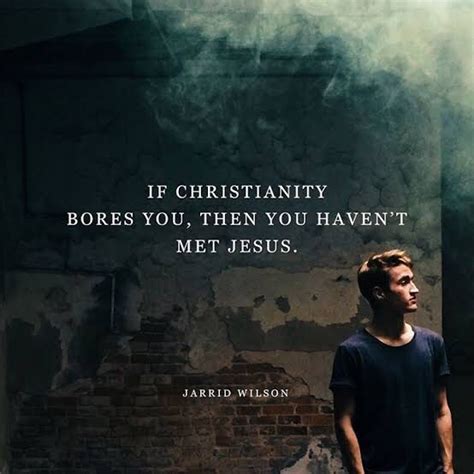 IF CHRISTIANITY
BORES YOU, THEN YOU HAVEN'T
MET JESUS.
JARRID WILSON